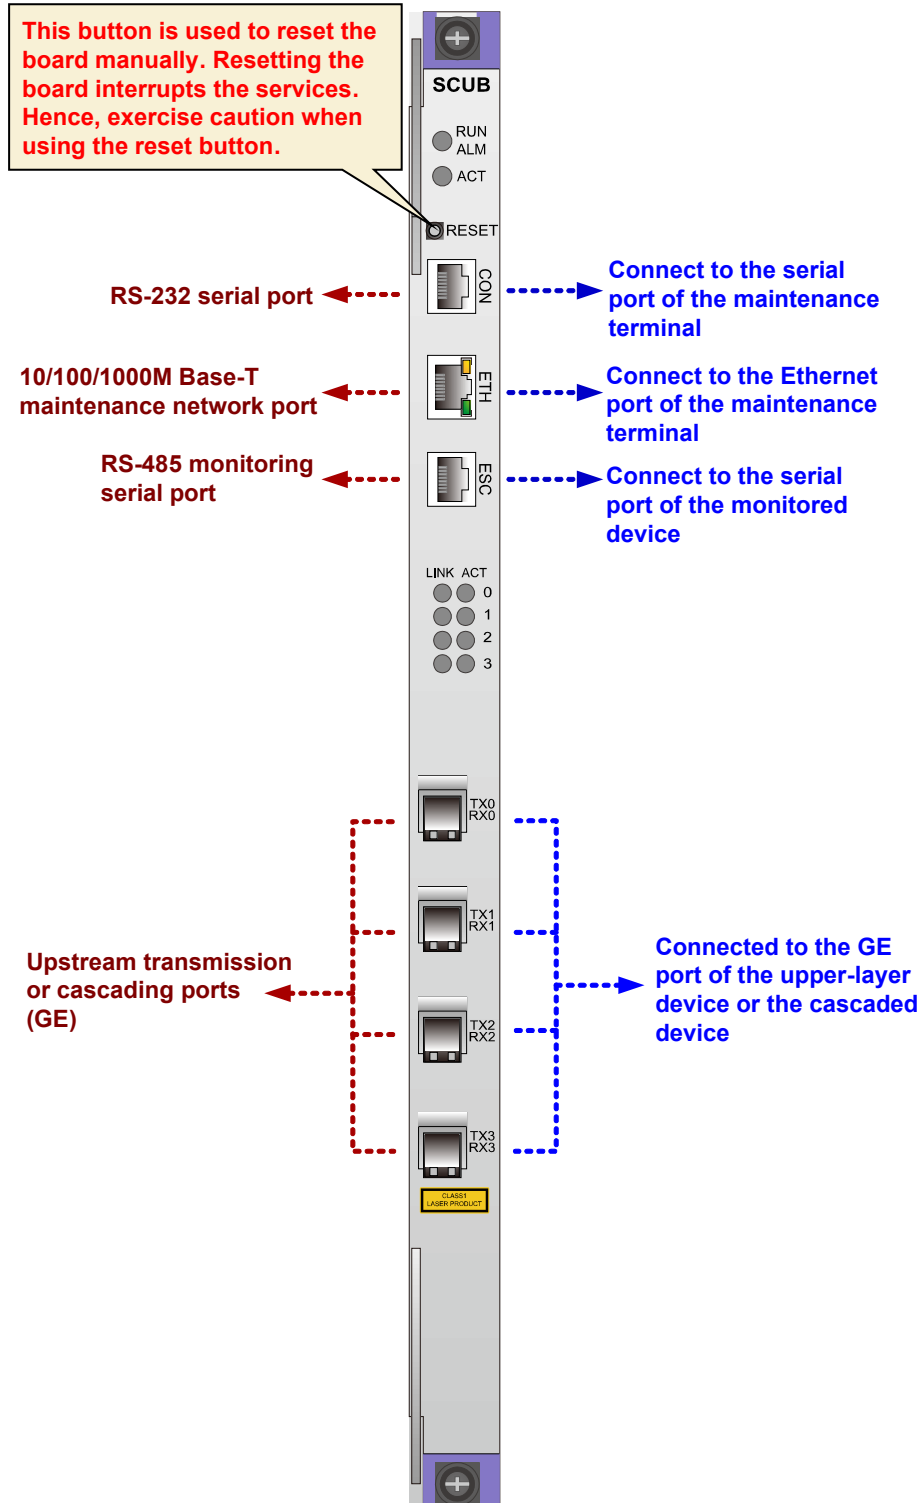 This button is used to reset the
board manually. Resetting the
board interrupts the services.
Hence, exercise caution when
using the reset button.
SCUB
RUN
ALM
ACT
RESET
RS-232 serial port
CON
Connect to the serial
port of the maintenance
terminal
10/100/1000M Base-T
maintenance network port
ETH
Connect to the Ethernet
port of the maintenance
terminal
RS-485 monitoring
serial port
ESC
Connect to the serial
port of the monitored
device
LINK ACT
0
1
2
3
TX0
RX0
TX1
RX1
Upstream transmission
or cascading ports
(GE)
Connected to the GE
port of the upper-layer
device or the cascaded
device
TX2
RX2
TX3
RX3
CLASS1
LASER PRODUCT